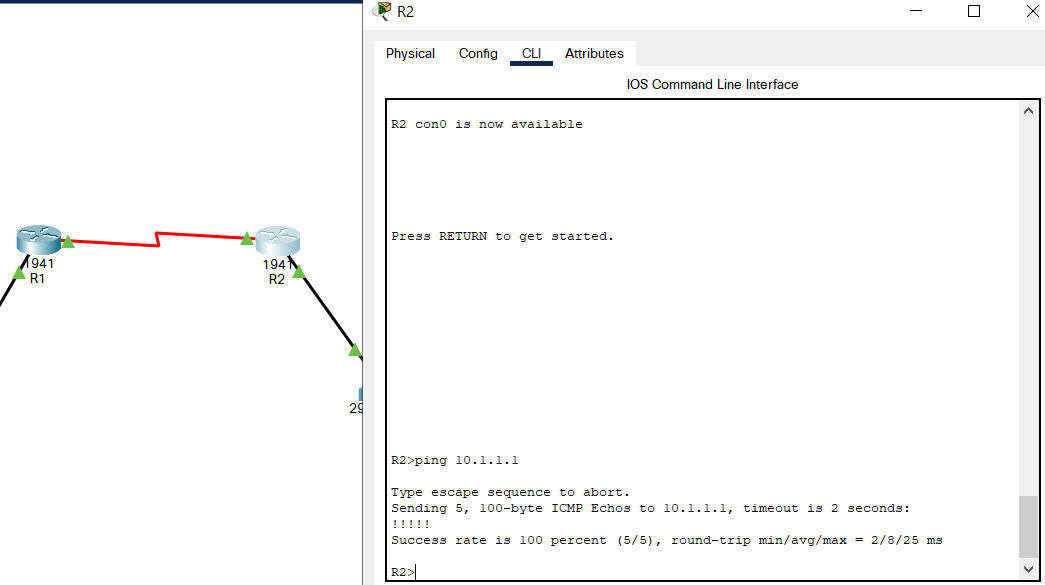 R2
Physical Config CLI Attributes
IOS Command Line Interface
R2 con0 is now available
Press RETURN to get started.
R2>ping 10.1.1.1
Type escape sequence to abort.
Sending 5, 100-byte ICMP Echos to 10.1.1.1, timeout is 2 seconds:
!!!!!
Success rate is 100 percent (5/5), round-trip min/avg/max = 2/8/25 ms
R2>
1941
R1
1941
R2
29